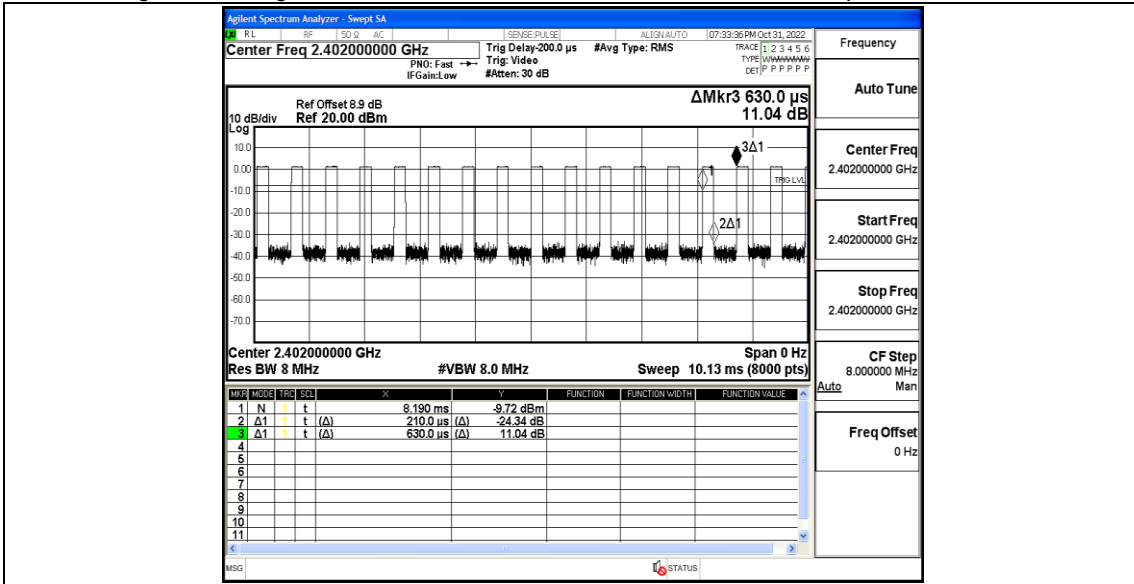 Agilent Spectrum Analyzer - Swept SA
RL RF 50 Ω AC SENSE:PULSE ALIGN AUTO 07:33:36 PM Oct 31, 2022
Center Freq 2.402000000 GHz
PNO: Fast
IFGain:Low
Trig Delay-200.0 µs
Trig: Video
#Atten: 30 dB
#Avg Type: RMS
TRACE 1 2 3 4 5 6
TYPE
DET P P P P P P
ΔMkr3 630.0 µs
11.04 dB
Ref Offset 8.9 dB
10 dB/div Ref 20.00 dBm
Log
10.0
0.00
-10.0
-20.0
-30.0
-40.0
-50.0
-60.0
-70.0
3Δ1
1
TRIG LVL
2Δ1
Center 2.402000000 GHz Span 0 Hz
Res BW 8 MHz #VBW 8.0 MHz Sweep 10.13 ms (8000 pts)
MKR MODE TRC SCL X Y FUNCTION FUNCTION WIDTH FUNCTION VALUE
1 N 1 t 8.190 ms -9.72 dBm
2 Δ1 1 t (Δ) 210.0 µs (Δ) -24.34 dB
3 Δ1 1 t (Δ) 630.0 µs (Δ) 11.04 dB
4
5
6
7
8
9
10
11
MSG STATUS
Frequency
Auto Tune
Center Freq
2.402000000 GHz
Start Freq
2.402000000 GHz
Stop Freq
2.402000000 GHz
CF Step
8.000000 MHz
Auto Man
Freq Offset
0 Hz